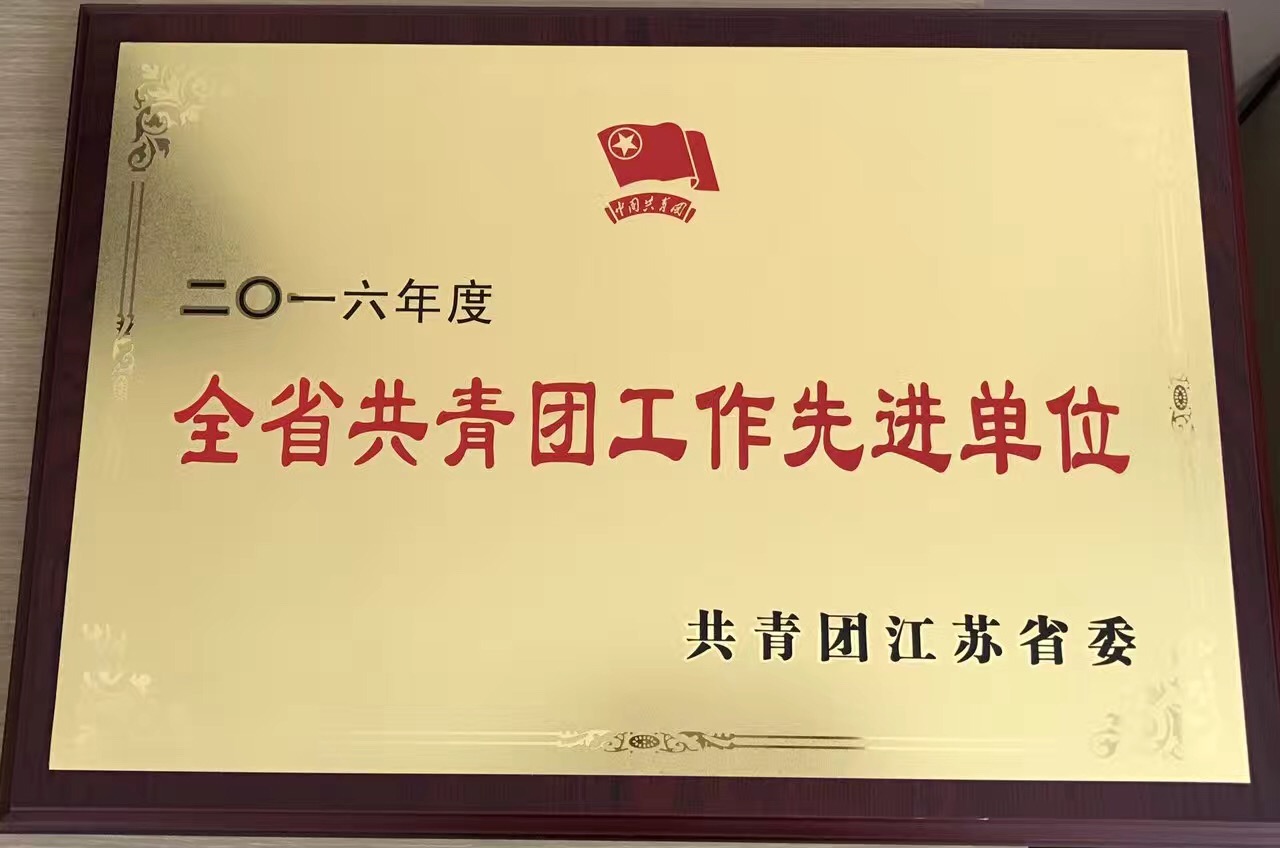 中国共青团
二〇一六年度
全省共青团工作先进单位
共青团江苏省委